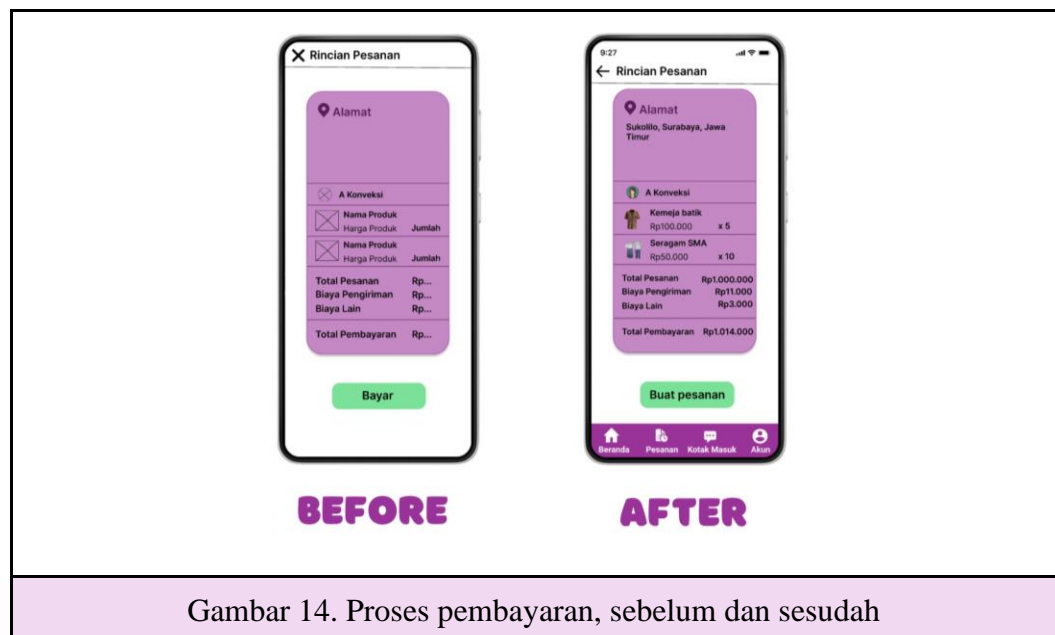 Rincian Pesanan
Alamat
A Konveksi
Nama Produk
Harga Produk Jumlah
Nama Produk
Harga Produk Jumlah
Total Pesanan Rp...
Biaya Pengiriman Rp...
Biaya Lain Rp...
Total Pembayaran Rp...
Bayar
BEFORE
9:27
Rincian Pesanan
Alamat
Sukolilo, Surabaya, Jawa
Timur
A Konveksi
Kemeja batik
Rp100.000 x 5
Seragam SMA
Rp50.000 x 10
Total Pesanan Rp1.000.000
Biaya Pengiriman Rp11.000
Biaya Lain Rp3.000
Total Pembayaran Rp1.014.000
Buat pesanan
Beranda Pesanan Kotak Masuk Akun
AFTER
Gambar 14. Proses pembayaran, sebelum dan sesudah